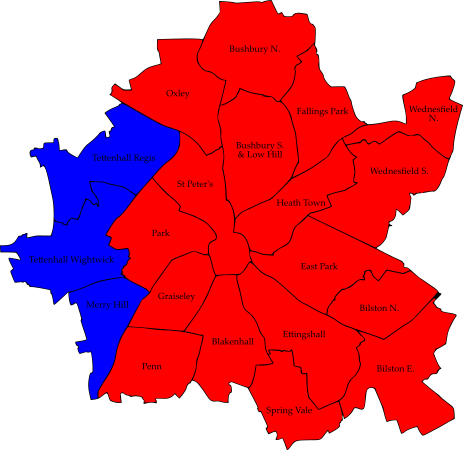 Bushbury N.
Oxley
Fallings Park
Wednesfield
N.
Bushbury S.
& Low Hill
Tettenhall Regis
Wednesfield S.
St Peter's
Heath Town
Park
Tettenhall Wightwick
East Park
Graiseley
Merry Hill
Bilston N.
Ettingshall
Blakenhall
Penn
Bilston E.
Spring Vale